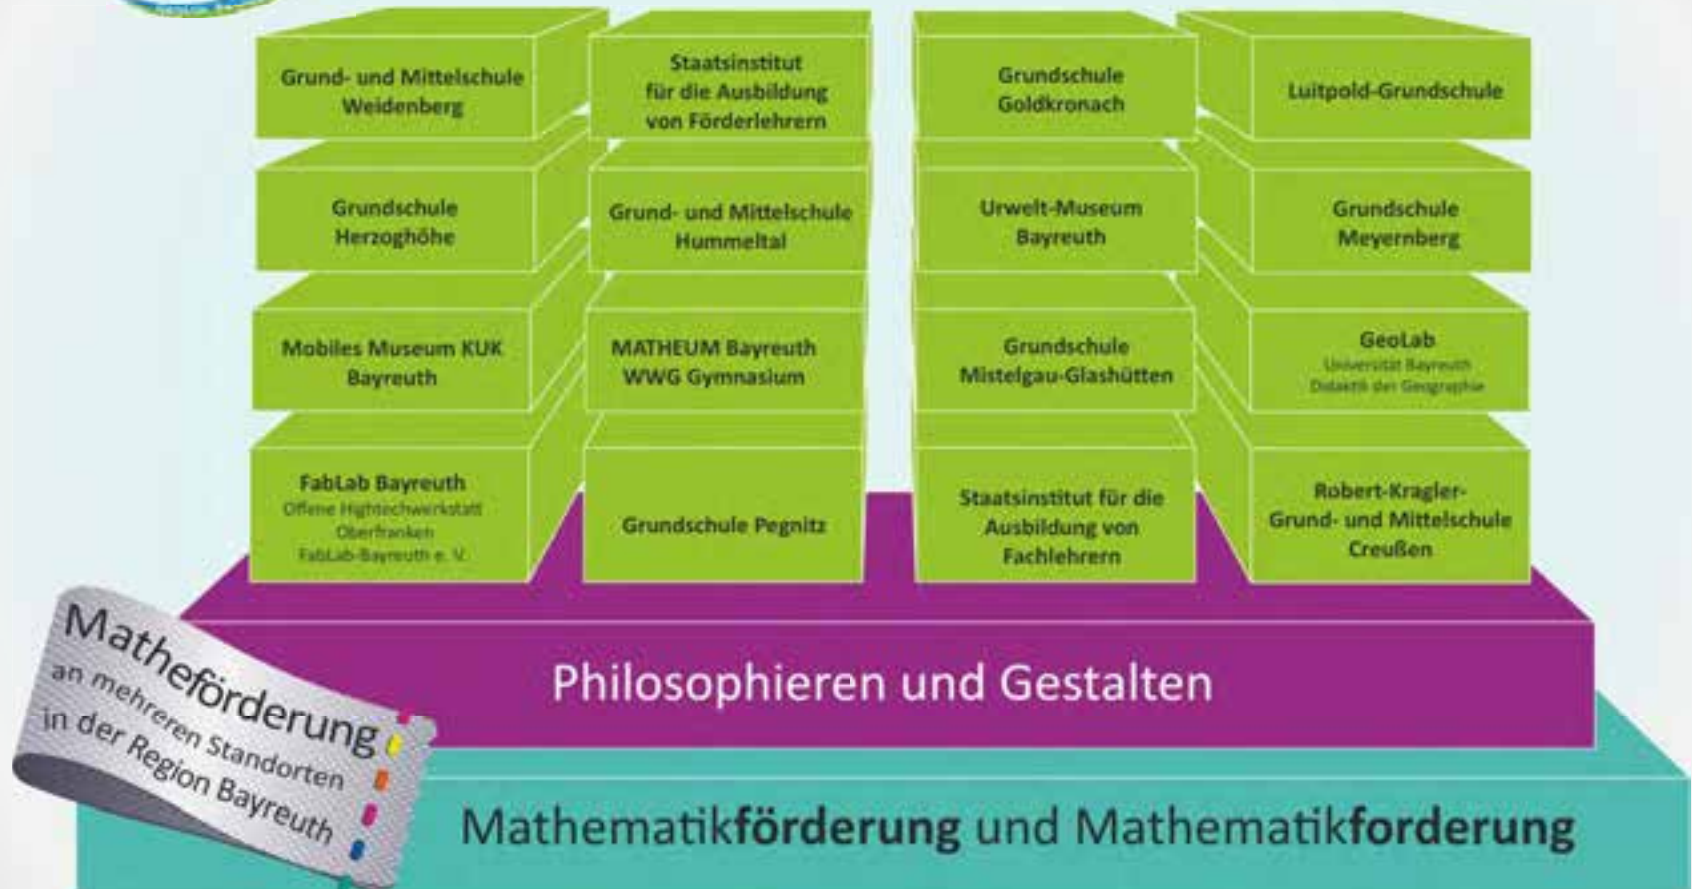 Grund- und Mittelschule
Weidenberg
Staatsinstitut
für die Ausbildung
von Förderlehrern
Grundschule
Goldkronach
Luitpold-Grundschule
Grundschule
Herzoghöhe
Grund- und Mittelschule
Hummeltal
Urwelt-Museum
Bayreuth
Grundschule
Meyernberg
Mobiles Museum KUK
Bayreuth
MATHEUM Bayreuth
WWG Gymnasium
Grundschule
Mistelgau-Glashütten
GeoLab
Universität Bayreuth
Didaktik der Geographie
FabLab Bayreuth
Offene Hightechwerkstatt
Oberfranken
FabLab-Bayreuth e. V.
Grundschule Pegnitz
Staatsinstitut für die
Ausbildung von
Fachlehrern
Robert-Kragler-
Grund- und Mittelschule
Creußen
Philosophieren und Gestalten
Matheförderung
an mehreren Standorten
in der Region Bayreuth
Mathematikförderung und Mathematikforderung